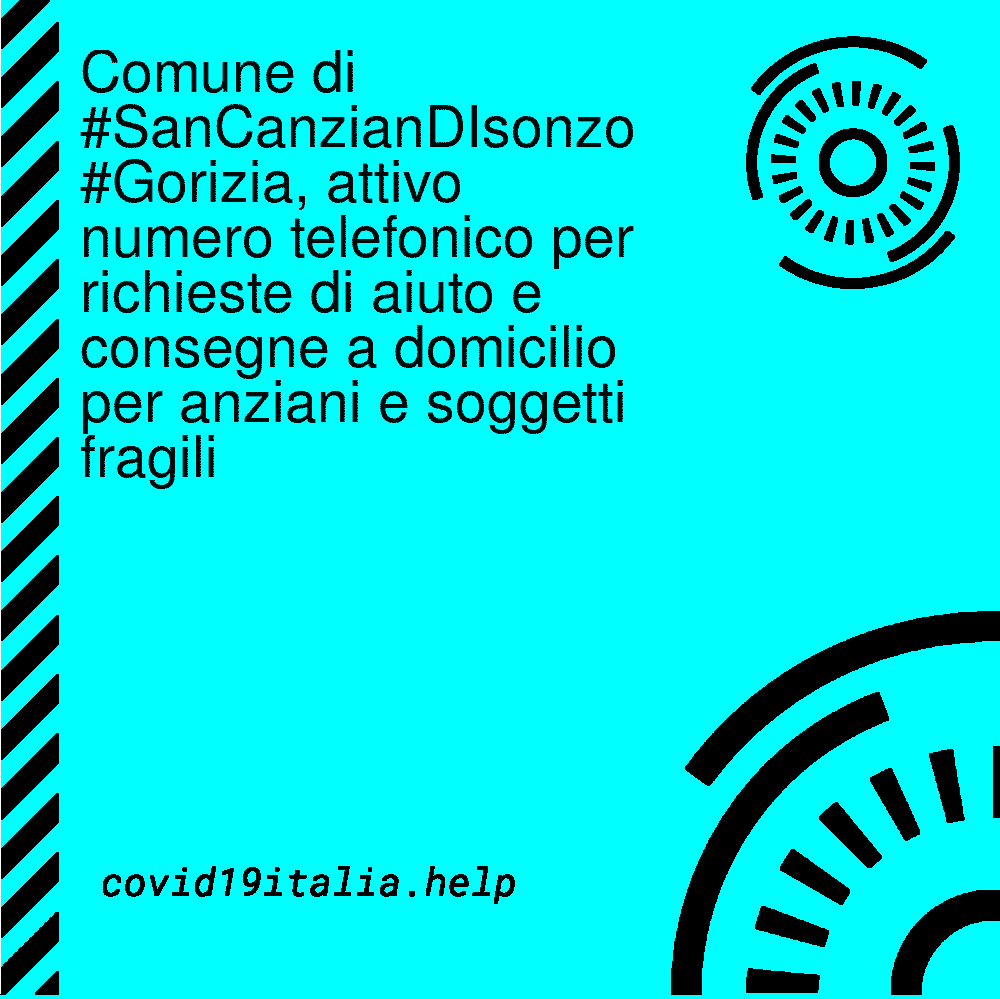 Comune di
#SanCanzianDIsonzo
#Gorizia, attivo
numero telefonico per
richieste di aiuto e
consegne a domicilio
per anziani e soggetti
fragili
covid19italia.help